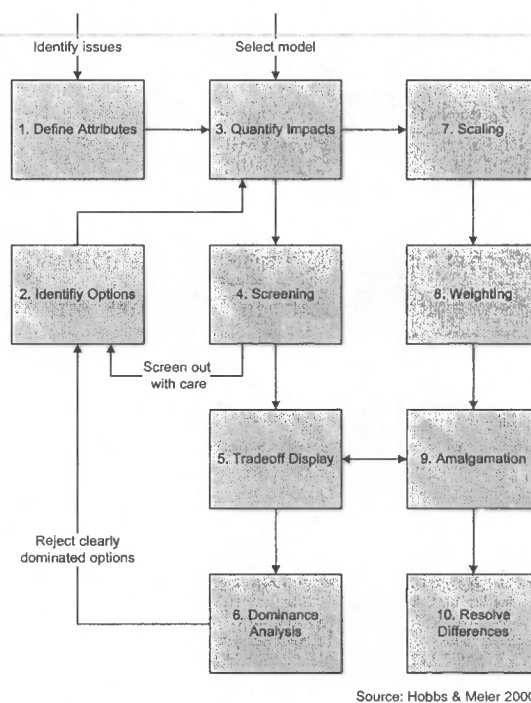 Identify issues
Select model
1. Define Attributes
3. Quantify Impacts
7. Scaling
2. Identifiy Options
4. Screening
8. Weighting
Screen out
with care
5. Tradeoff Display
9. Amalgamation
Reject clearly
dominated options
6. Dominance
Analysis
10. Resolve
Differences
Source: Hobbs & Meier 2000